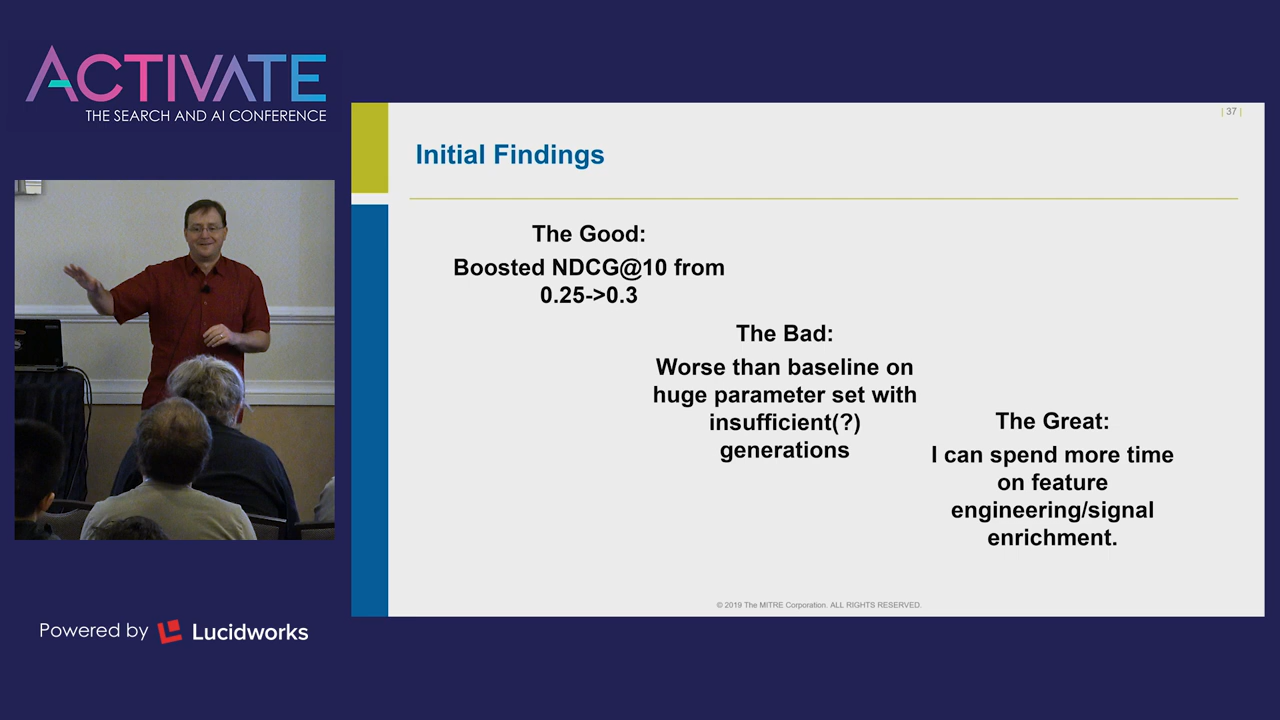 ACTIVATE
THE SEARCH AND AI CONFERENCE
| 37 |
Initial Findings
The Good:
Boosted NDCG@10 from
0.25->0.3
The Bad:
Worse than baseline on
huge parameter set with
insufficient(?)
generations
The Great:
I can spend more time
on feature
engineering/signal
enrichment.
© 2019 The MITRE Corporation. ALL RIGHTS RESERVED.
Powered by Lucidworks